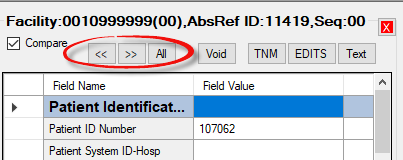 Facility:0010999999(00),AbsRef ID:11419,Seq:00
X
Compare << >> All Void TNM EDITS Text
Field Name Field Value
Patient Identificat...
Patient ID Number 107062
Patient System ID-Hosp